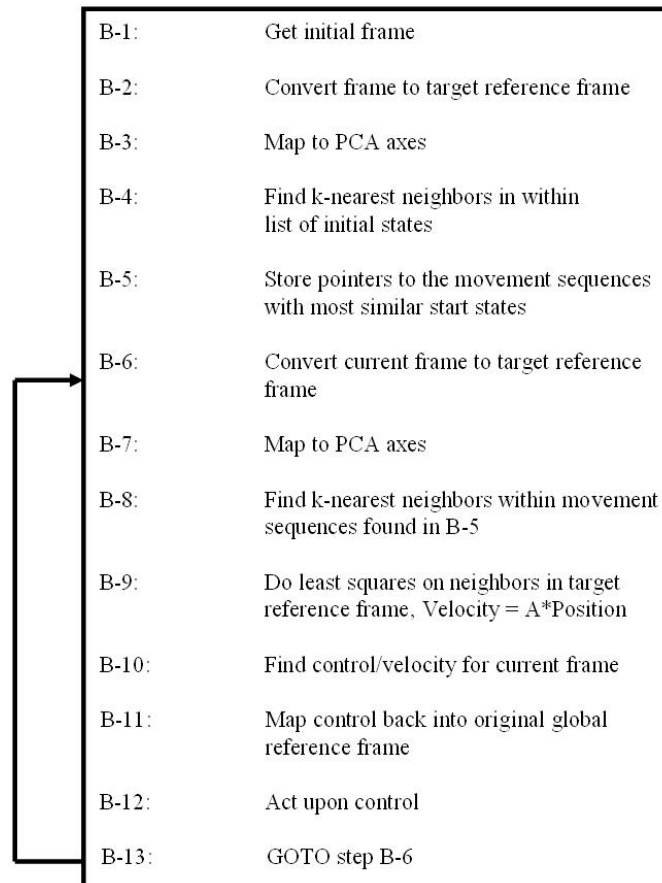 B-1: Get initial frame
B-2: Convert frame to target reference frame
B-3: Map to PCA axes
B-4: Find k-nearest neighbors in within
list of initial states
B-5: Store pointers to the movement sequences
with most similar start states
B-6: Convert current frame to target reference
frame
B-7: Map to PCA axes
B-8: Find k-nearest neighbors within movement
sequences found in B-5
B-9: Do least squares on neighbors in target
reference frame, Velocity = A*Position
B-10: Find control/velocity for current frame
B-11: Map control back into original global
reference frame
B-12: Act upon control
B-13: GOTO step B-6